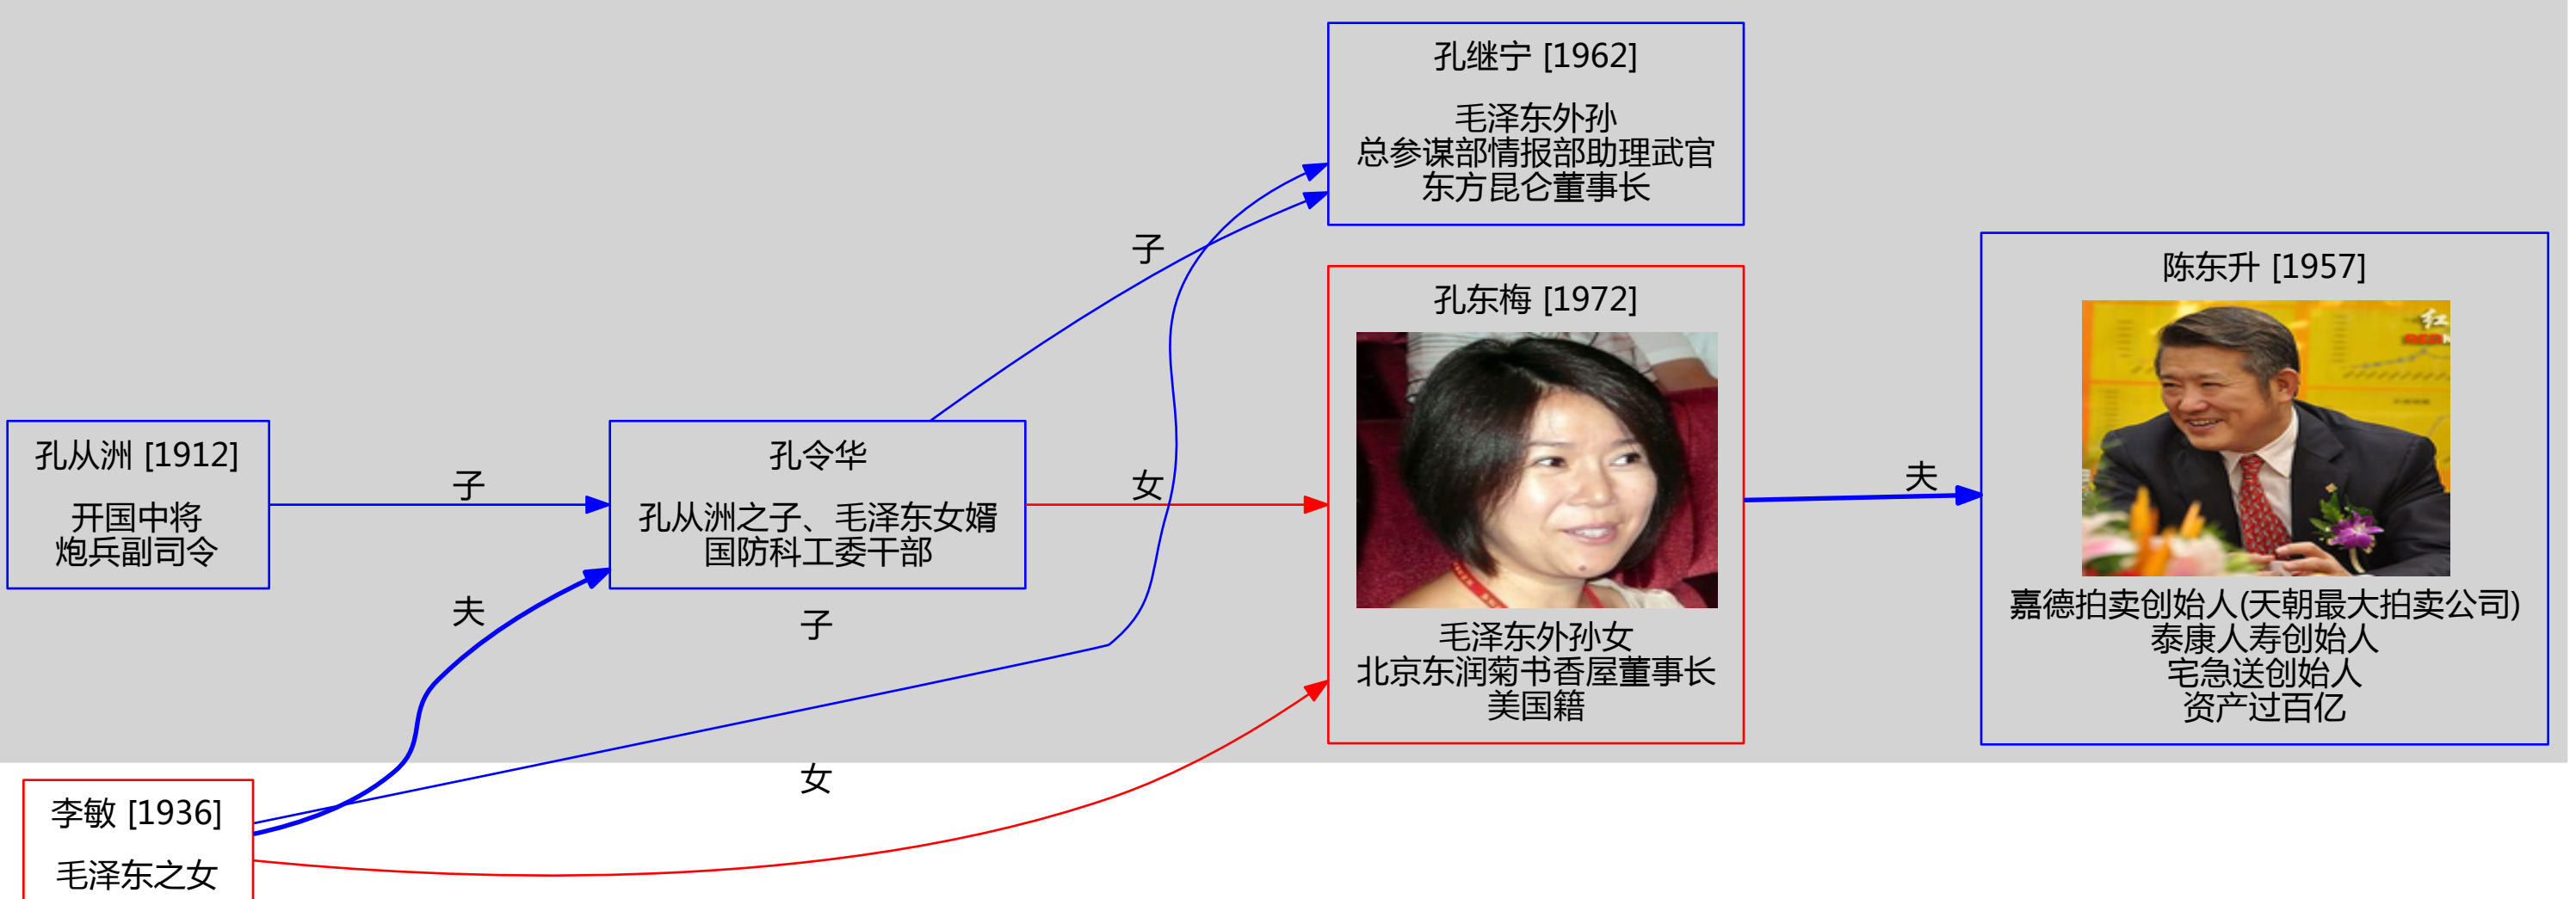 孔继宁 [1962]
毛泽东外孙
总参谋部情报部助理武官
东方昆仑董事长
子
孔东梅 [1972]
毛泽东外孙女
北京东润菊书香屋董事长
美国籍
夫
陈东升 [1957]
红
嘉德拍卖创始人(天朝最大拍卖公司)
泰康人寿创始人
宅急送创始人
资产过百亿
孔从洲 [1912]
开国中将
炮兵副司令
子
孔令华
孔从洲之子、毛泽东女婿
国防科工委干部
女
夫
子
女
李敏 [1936]
毛泽东之女